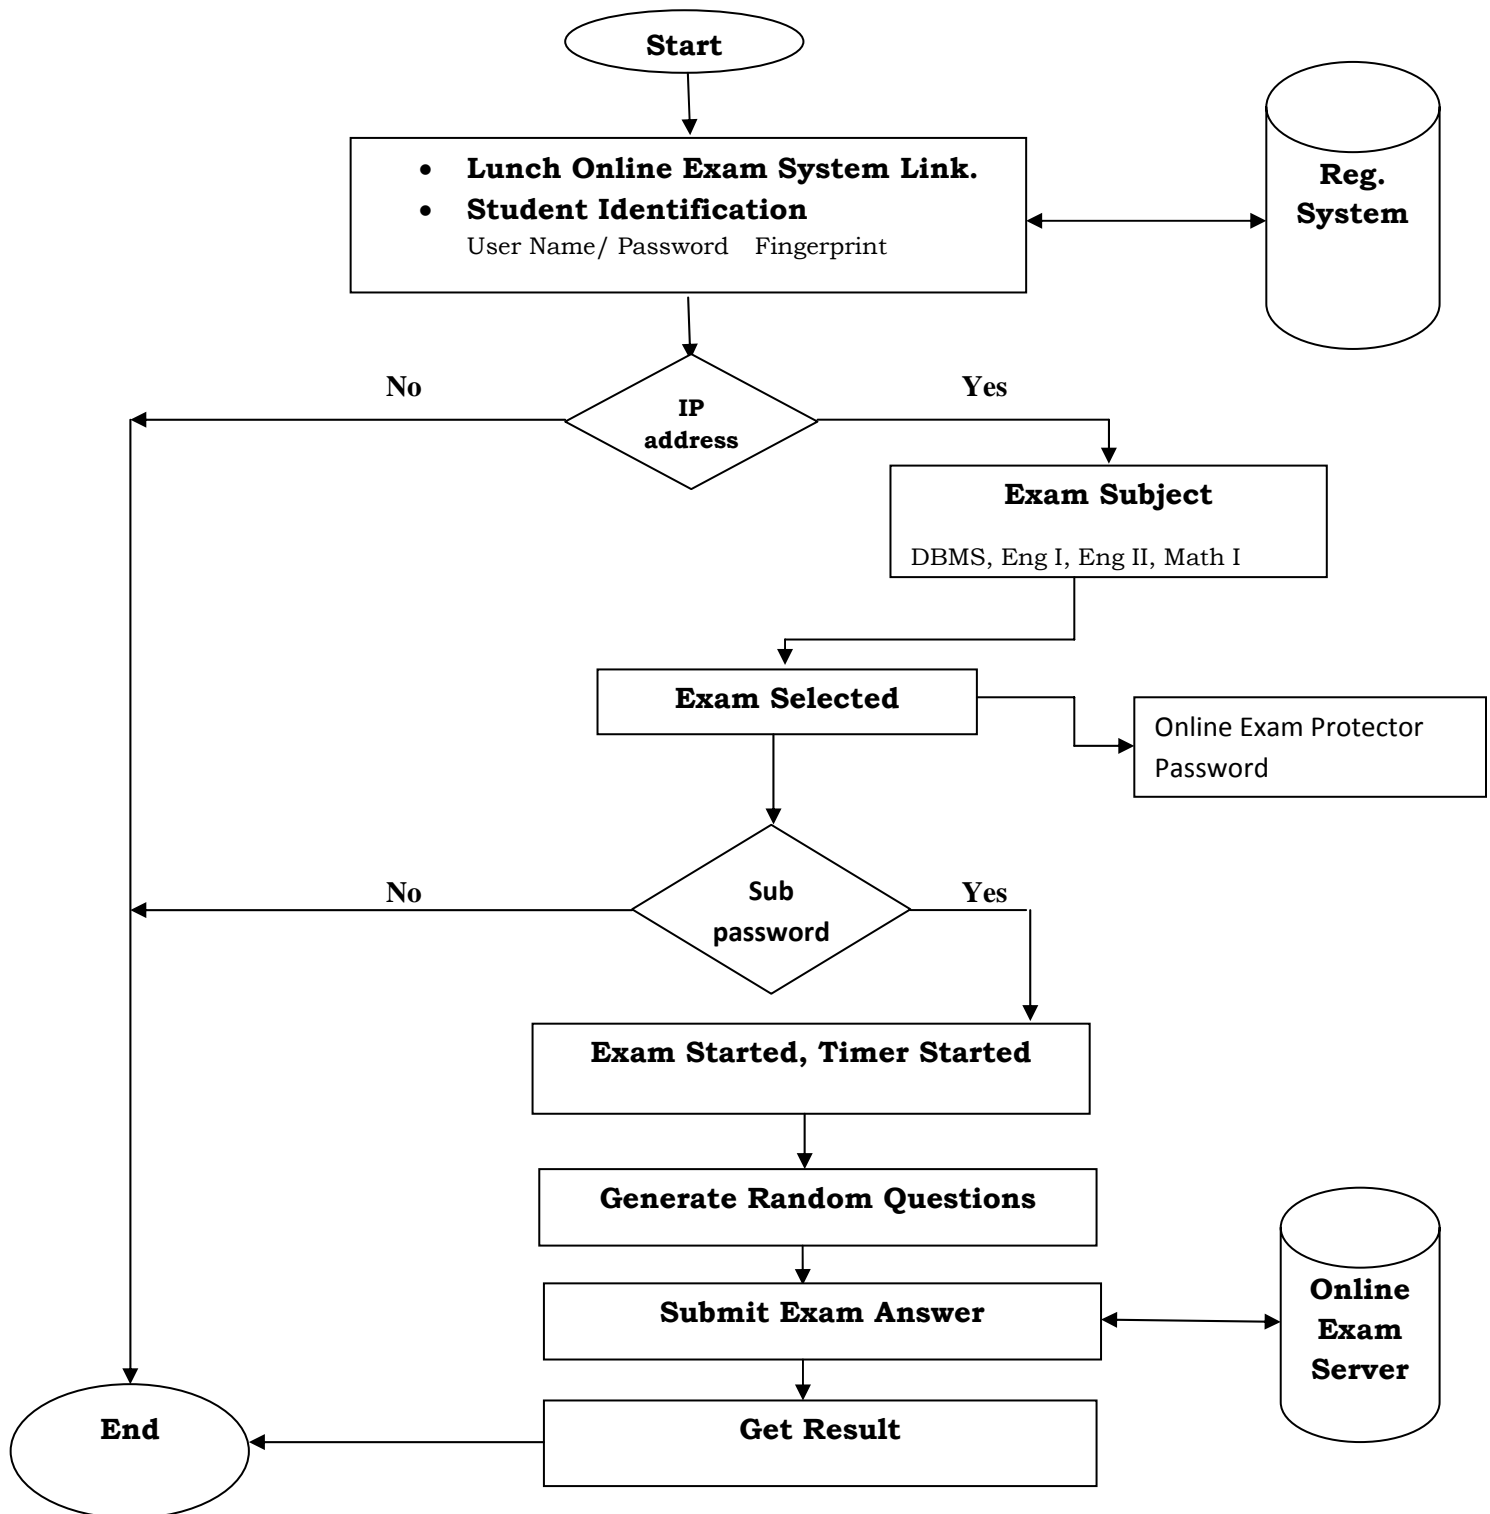 Start
• Lunch Online Exam System Link.
• Student Identification
User Name/ Password Fingerprint
Reg.
System
No
Yes
IP
address
Exam Subject
DBMS, Eng I, Eng II, Math I
Exam Selected
Online Exam Protector
Password
No
Yes
Sub
password
Exam Started, Timer Started
Generate Random Questions
Submit Exam Answer
Online
Exam
Server
End
Get Result